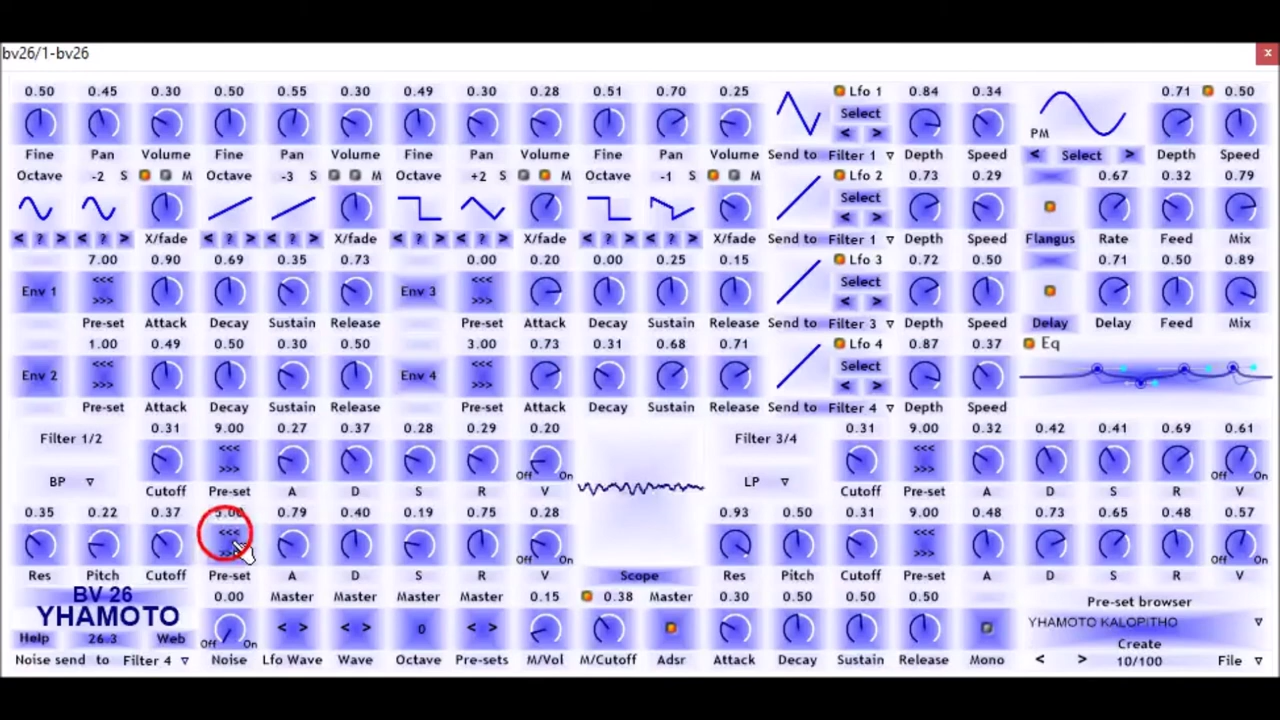 bv26/1-bv26
0.50 0.45 0.30 0.50 0.55 0.30 0.49 0.30 0.28 0.51 0.70 0.25 Lfo 1 0.84 0.34 0.71 0.50
Select
PM
Fine Pan Volume Fine Pan Volume Fine Pan Volume Fine Pan Volume Send to Filter 1 ▽ Depth Speed < Select > Depth Speed
Octave -2 S M Octave -3 S M Octave +2 S M Octave -1 S M Lfo 2 0.73 0.29 0.67 0.32 0.79
Select
< ? > < ? > X/fade < ? > < ? > X/fade < ? > < ? > X/fade < ? > < ? > X/fade Send to Filter 1 ▽ Depth Speed Flangus Rate Feed Mix
7.00 0.90 0.69 0.35 0.73 0.00 0.20 0.00 0.25 0.15 Lfo 3 0.72 0.50 0.71 0.50 0.89
Select
Env 1 <<< >>> Env 3 <<< >>> < >
Pre-set Attack Decay Sustain Release Pre-set Attack Decay Sustain Release Send to Filter 3 ▽ Depth Speed Delay Delay Feed Mix
1.00 0.49 0.50 0.30 0.50 3.00 0.73 0.31 0.68 0.71 Lfo 4 0.87 0.37 Eq
Select
Env 2 <<< >>> Env 4 <<< >>> < >
Pre-set Attack Decay Sustain Release Pre-set Attack Decay Sustain Release Send to Filter 4 ▽ Depth Speed
Filter 1/2 0.31 9.00 0.27 0.37 0.28 0.29 0.20 Filter 3/4 0.31 9.00 0.32 0.42 0.41 0.69 0.61
<<< >>> Off On <<< >>> Off On
BP ▽ Cutoff Pre-set A D S R V LP ▽ Cutoff Pre-set A D S R V
0.35 0.22 0.37 0.79 0.40 0.19 0.75 0.28 0.93 0.50 0.31 9.00 0.48 0.73 0.65 0.48 0.57
<<< Off On <<< >>> Off On
Res Pitch Cutoff Pre-set A D S R V Scope Res Pitch Cutoff Pre-set A D S R V
BV 26 0.00 Master Master Master Master 0.15 0.38 Master 0.30 0.50 0.50 0.50 Pre-set browser
YHAMOTO < > < > 0 < > YHAMOTO KALOPITHO ▽
Help 26.3 Web Off On Create
Noise send to Filter 4 ▽ Noise Lfo Wave Wave Octave Pre-sets M/Vol M/Cutoff Adsr Attack Decay Sustain Release Mono < > 10/100 File ▽